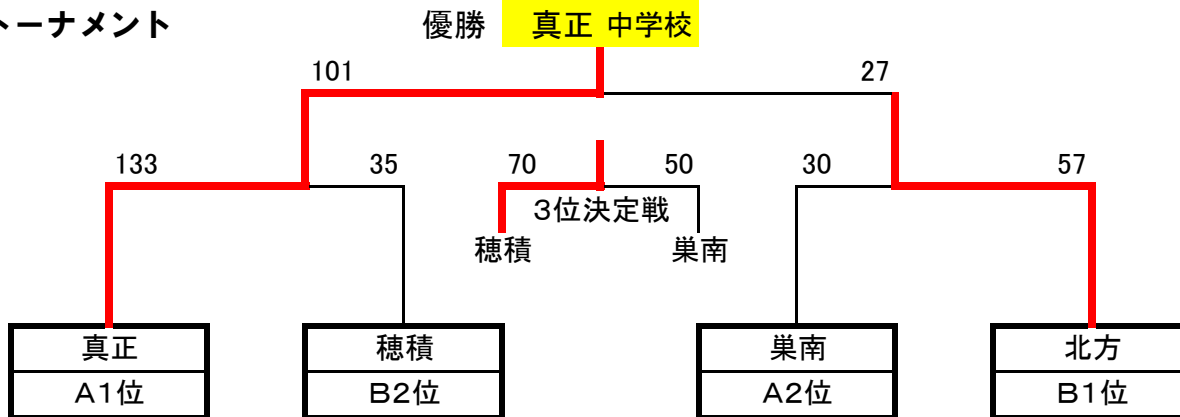 トーナメント
優勝 真正 中学校
101 27
133 35 70 50 30 57
3位決定戦
穂積 巣南
真正 穂積 巣南 北方
A1位 B2位 A2位 B1位